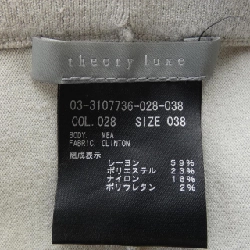 theory luxe
03-3107736-028-038
COL.028 SIZE 038
BODY WEA
FABRIC CLINTON
組成表示
レーヨン 59%
ポリエステル 23%
ナイロン 16%
ポリウレタン 2%